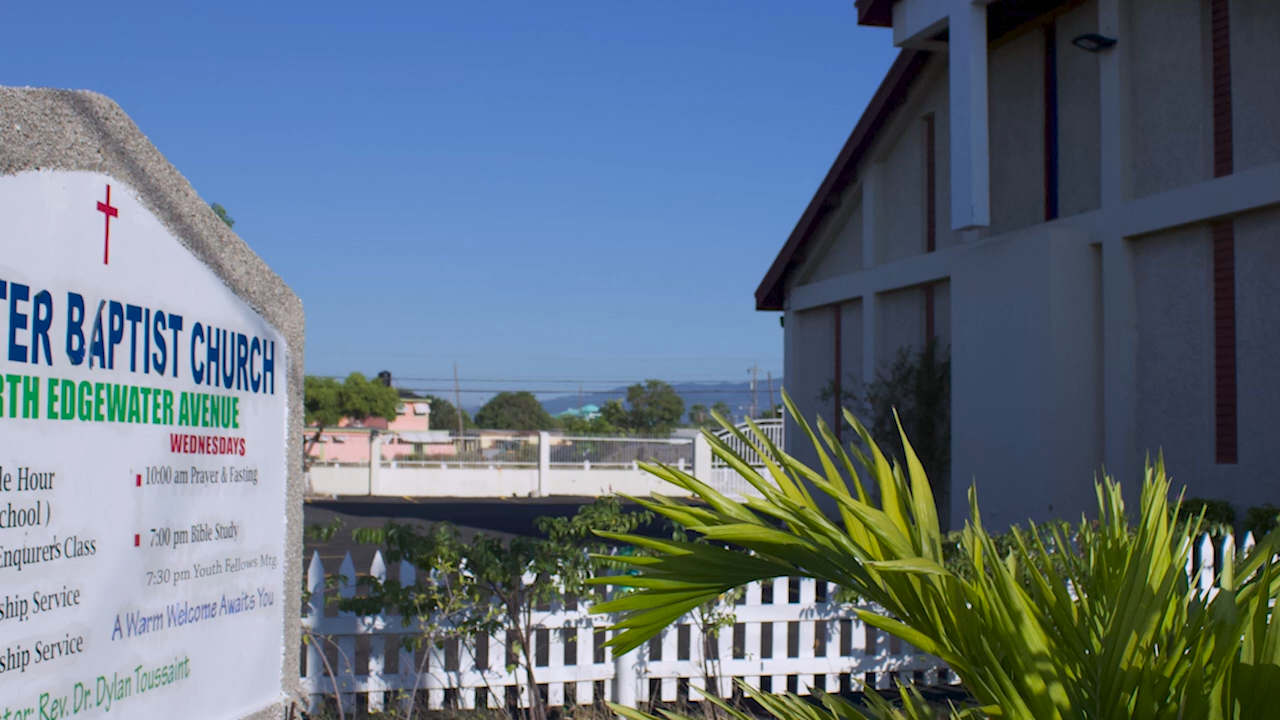 TER BAPTIST CHURCH
RTH EDGEWATER AVENUE
WEDNESDAYS
le Hour
10:00 am Prayer & Fasting
chool )
7:00 pm Bible Study
Enqurer's Class
7:30 pm Youth Fellows Mtg.
ship Service
A Warm Welcome Awaits You
ship Service
tor: Rev. Dr. Dylan Toussaint